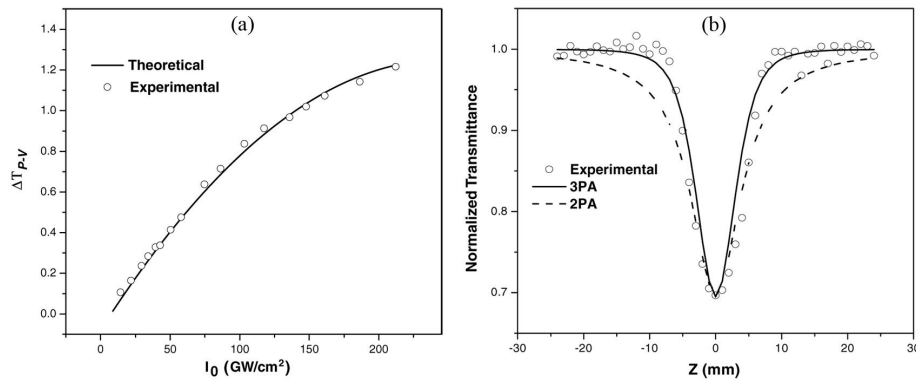 (a)
1.4
1.2
1.0
0.8
0.6
0.4
0.2
0.0
ΔT P-V
Theoretical
Experimental
0 50 100 150 200
I0 (GW/cm2)
(b)
1.0
0.9
0.8
0.7
Normalized Transmittance
Experimental
3PA
2PA
-30 -20 -10 0 10 20 30
Z (mm)